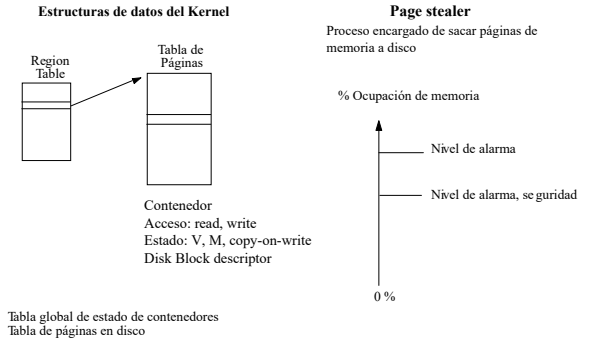 Estructuras de datos del Kernel
Region
Table
Tabla de
Páginas
Contenedor
Acceso: read, write
Estado: V, M, copy-on-write
Disk Block descriptor
Tabla global de estado de contenedores
Tabla de páginas en disco
Page stealer
Proceso encargado de sacar páginas de
memoria a disco
% Ocupación de memoria
Nivel de alarma
Nivel de alarma, seguridad
0 %